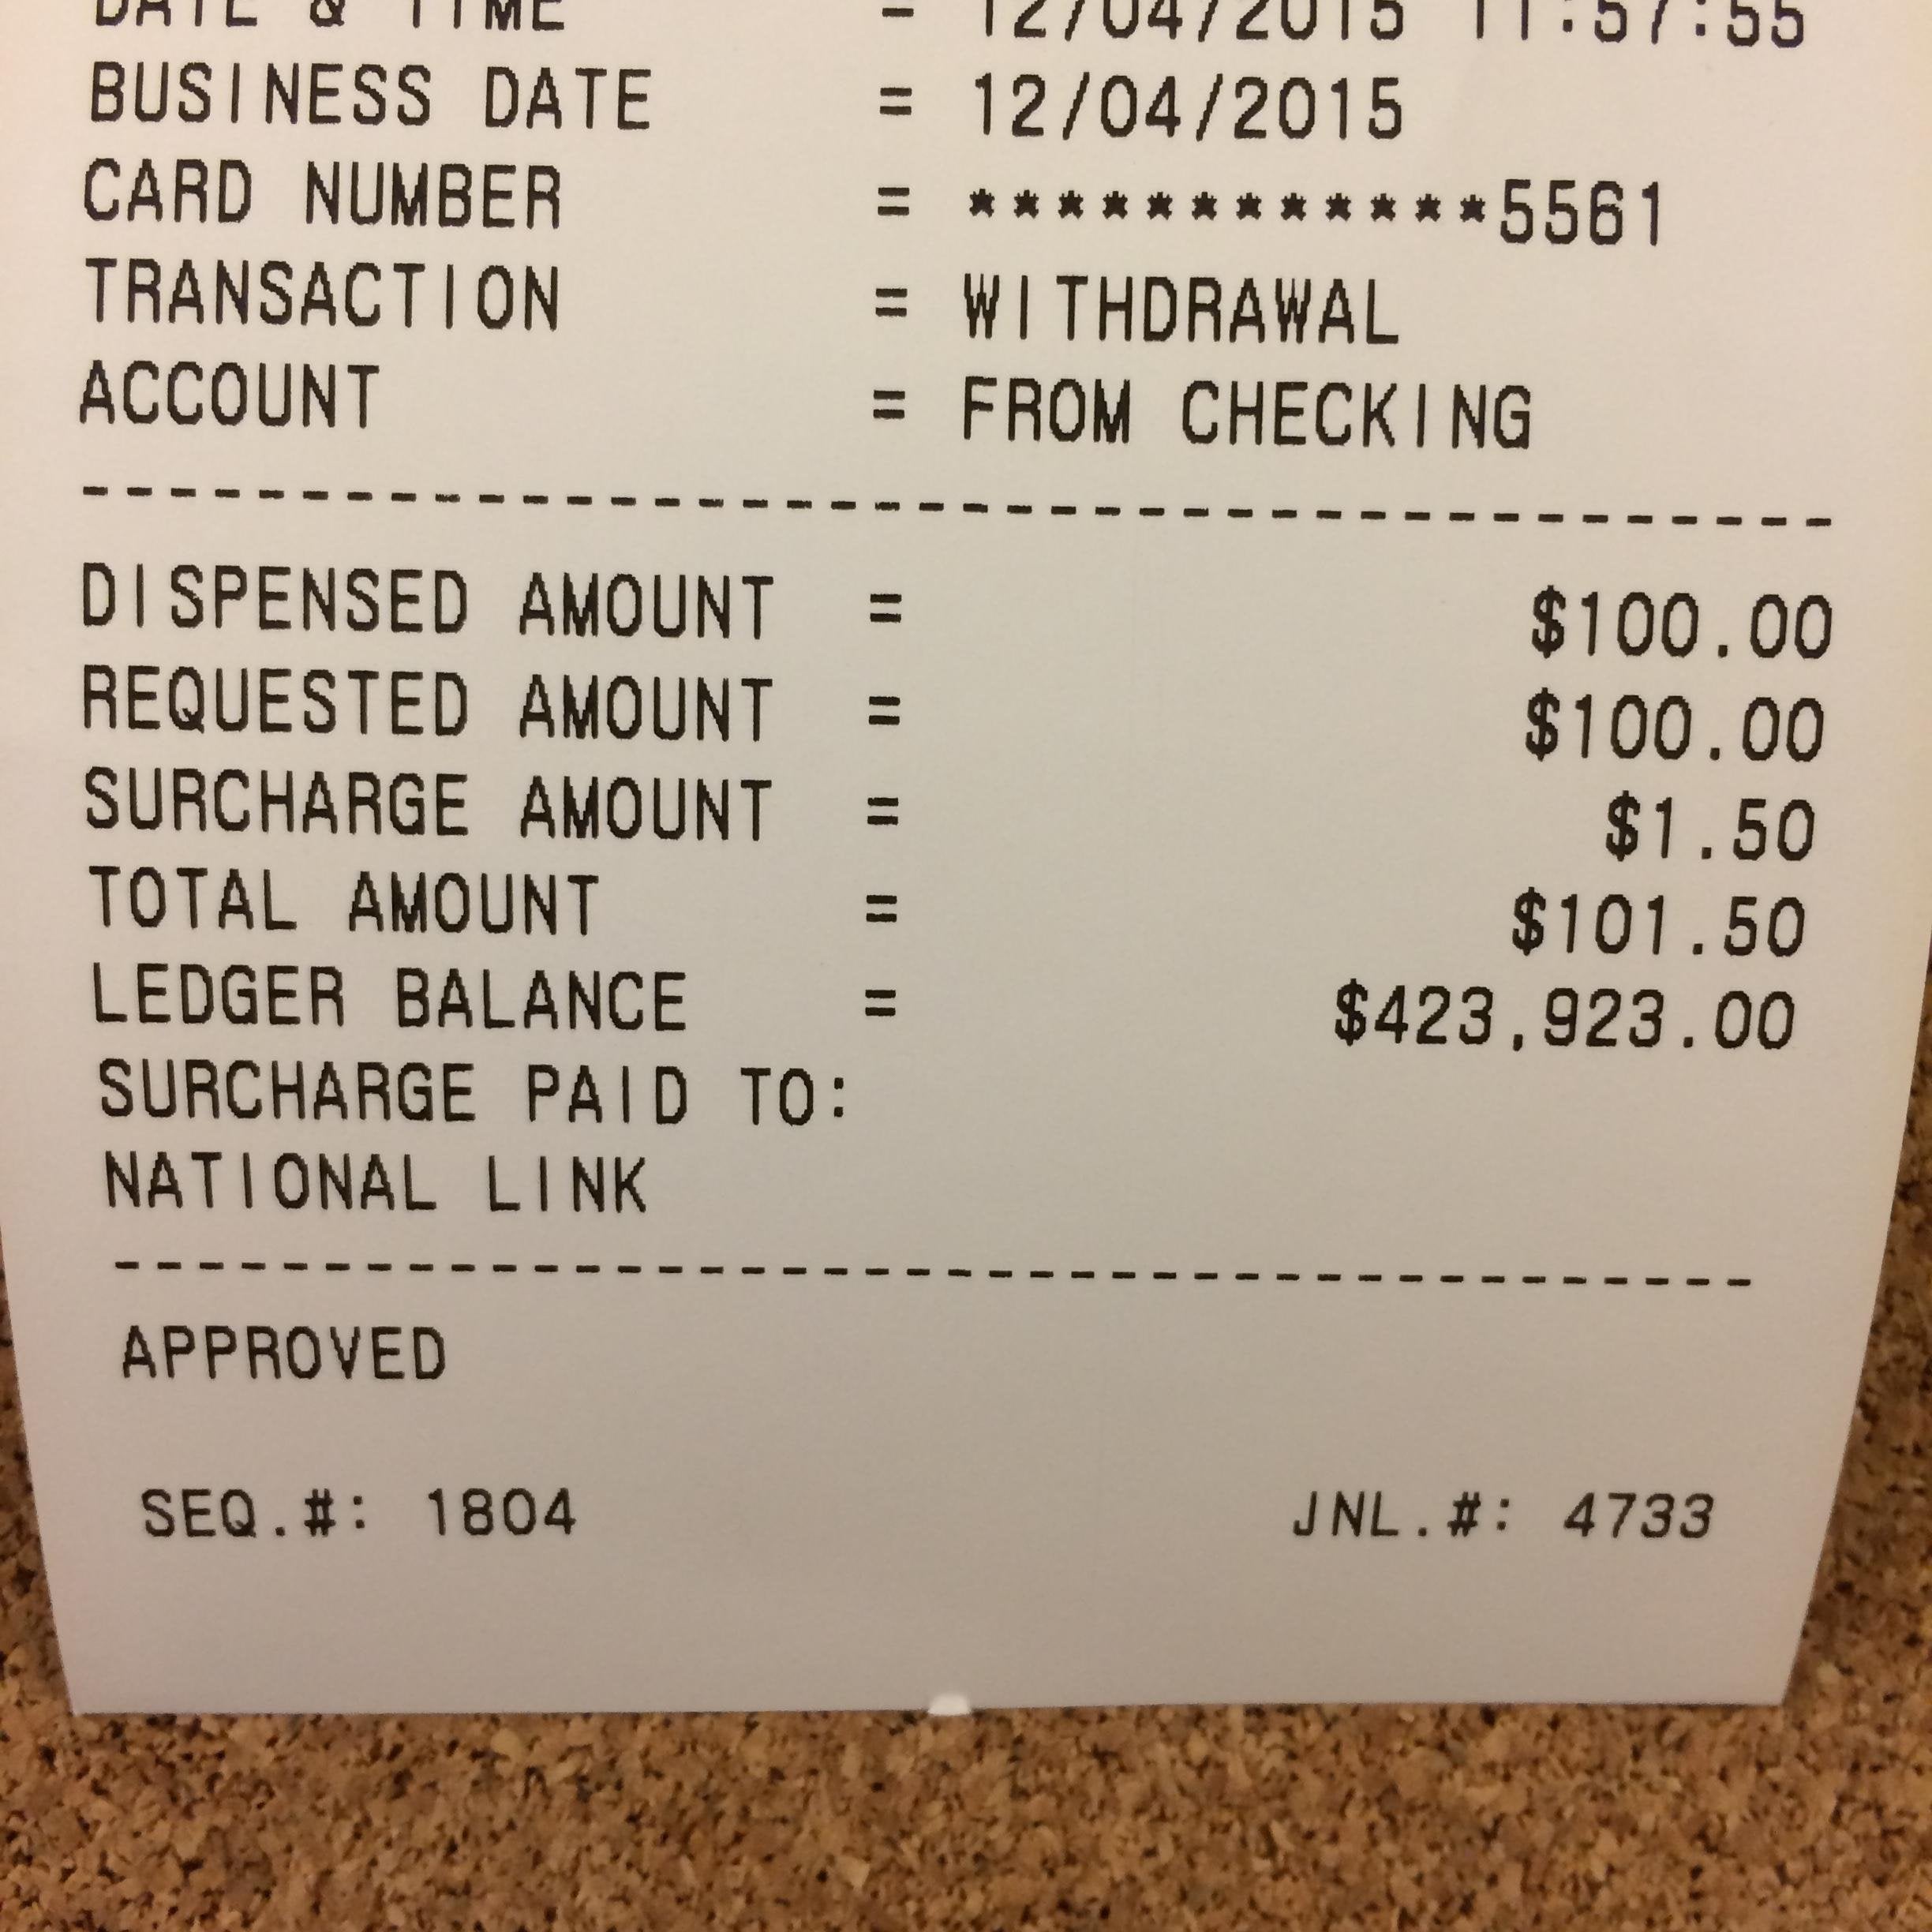 DATE & TIME = 12/04/2015 11:57:55
BUSINESS DATE = 12/04/2015
CARD NUMBER = ************5561
TRANSACTION = WITHDRAWAL
ACCOUNT = FROM CHECKING
----------------------------------------
DISPENSED AMOUNT = $100.00
REQUESTED AMOUNT = $100.00
SURCHARGE AMOUNT = $1.50
TOTAL AMOUNT = $101.50
LEDGER BALANCE = $423,923.00
SURCHARGE PAID TO:
NATIONAL LINK
----------------------------------------
APPROVED
SEQ.#: 1804 JNL.#: 4733